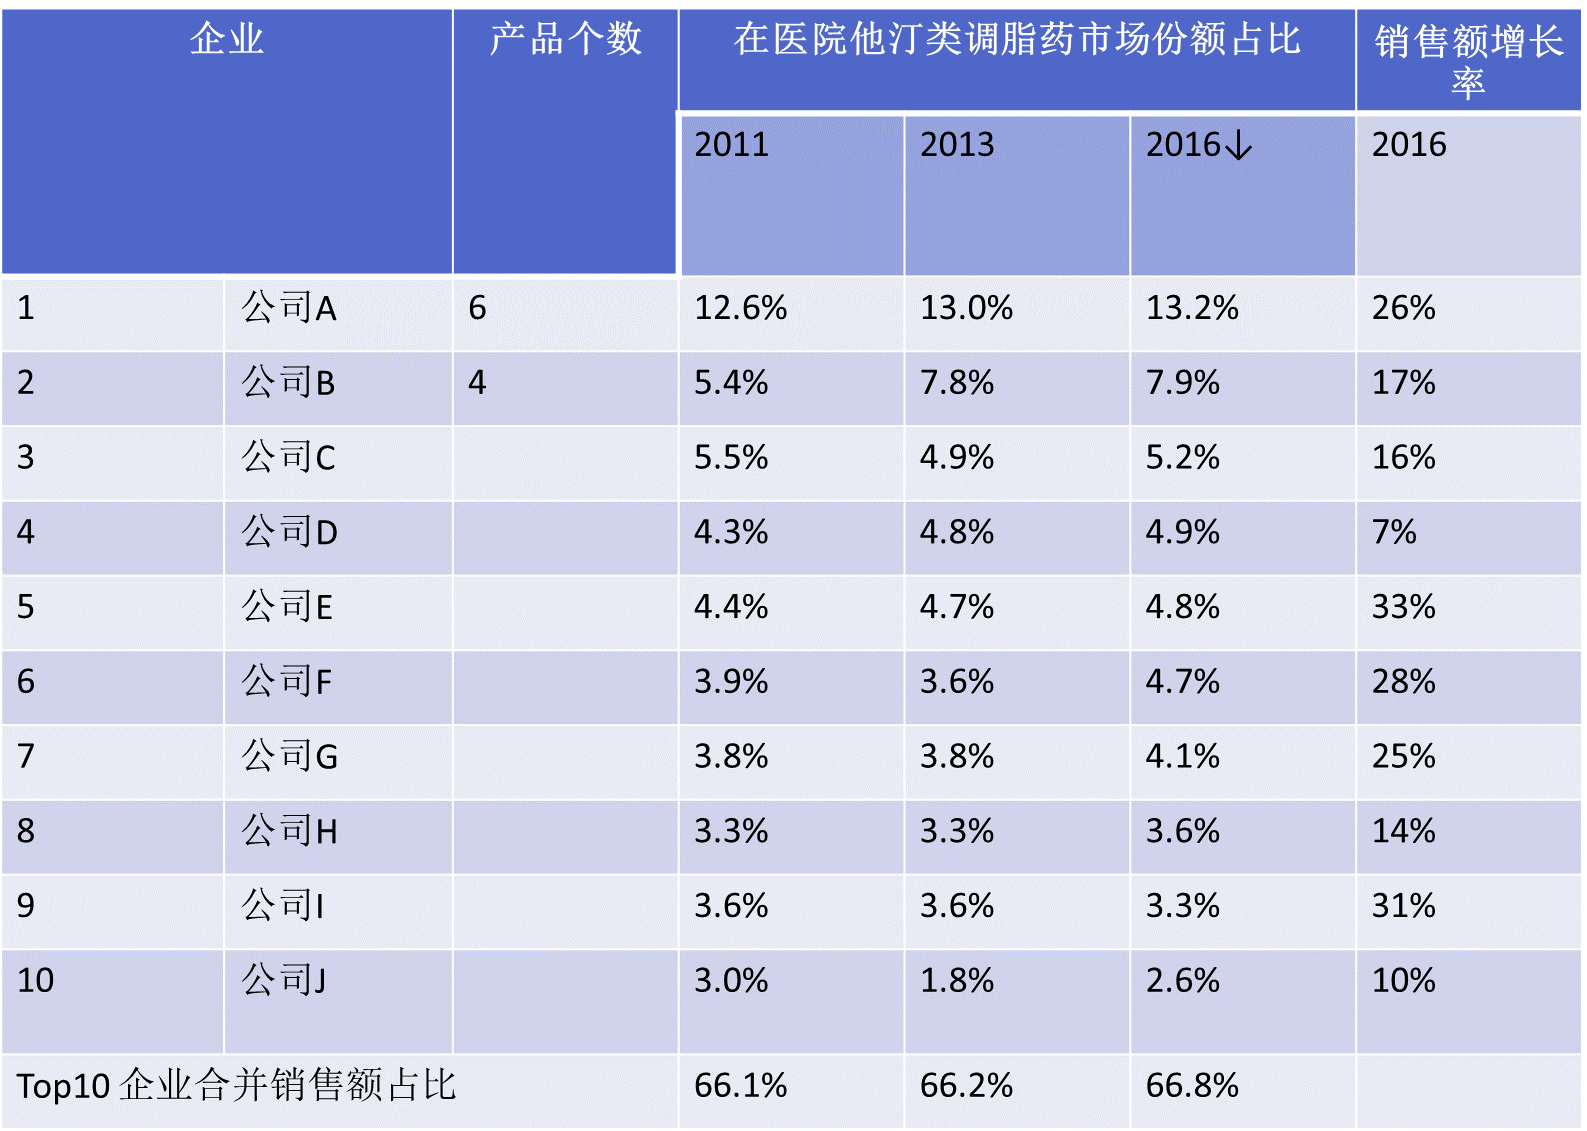 企业 产品个数 在医院他汀类调脂药市场份额占比 销售额增长率
2011 2013 2016↓ 2016
1 公司A 6 12.6% 13.0% 13.2% 26%
2 公司B 4 5.4% 7.8% 7.9% 17%
3 公司C 5.5% 4.9% 5.2% 16%
4 公司D 4.3% 4.8% 4.9% 7%
5 公司E 4.4% 4.7% 4.8% 33%
6 公司F 3.9% 3.6% 4.7% 28%
7 公司G 3.8% 3.8% 4.1% 25%
8 公司H 3.3% 3.3% 3.6% 14%
9 公司I 3.6% 3.6% 3.3% 31%
10 公司J 3.0% 1.8% 2.6% 10%
Top10 企业合并销售额占比 66.1% 66.2% 66.8%